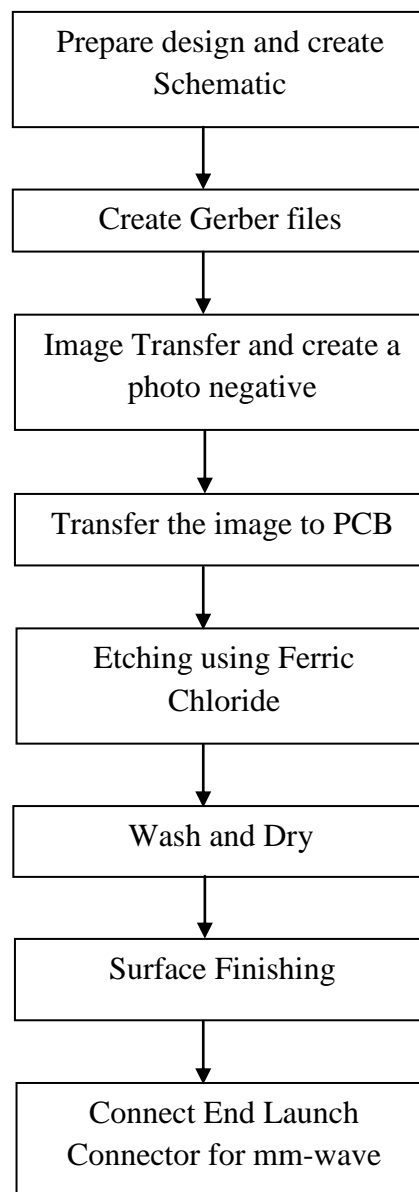 Prepare design and create
Schematic
Create Gerber files
Image Transfer and create a
photo negative
Transfer the image to PCB
Etching using Ferric
Chloride
Wash and Dry
Surface Finishing
Connect End Launch
Connector for mm-wave